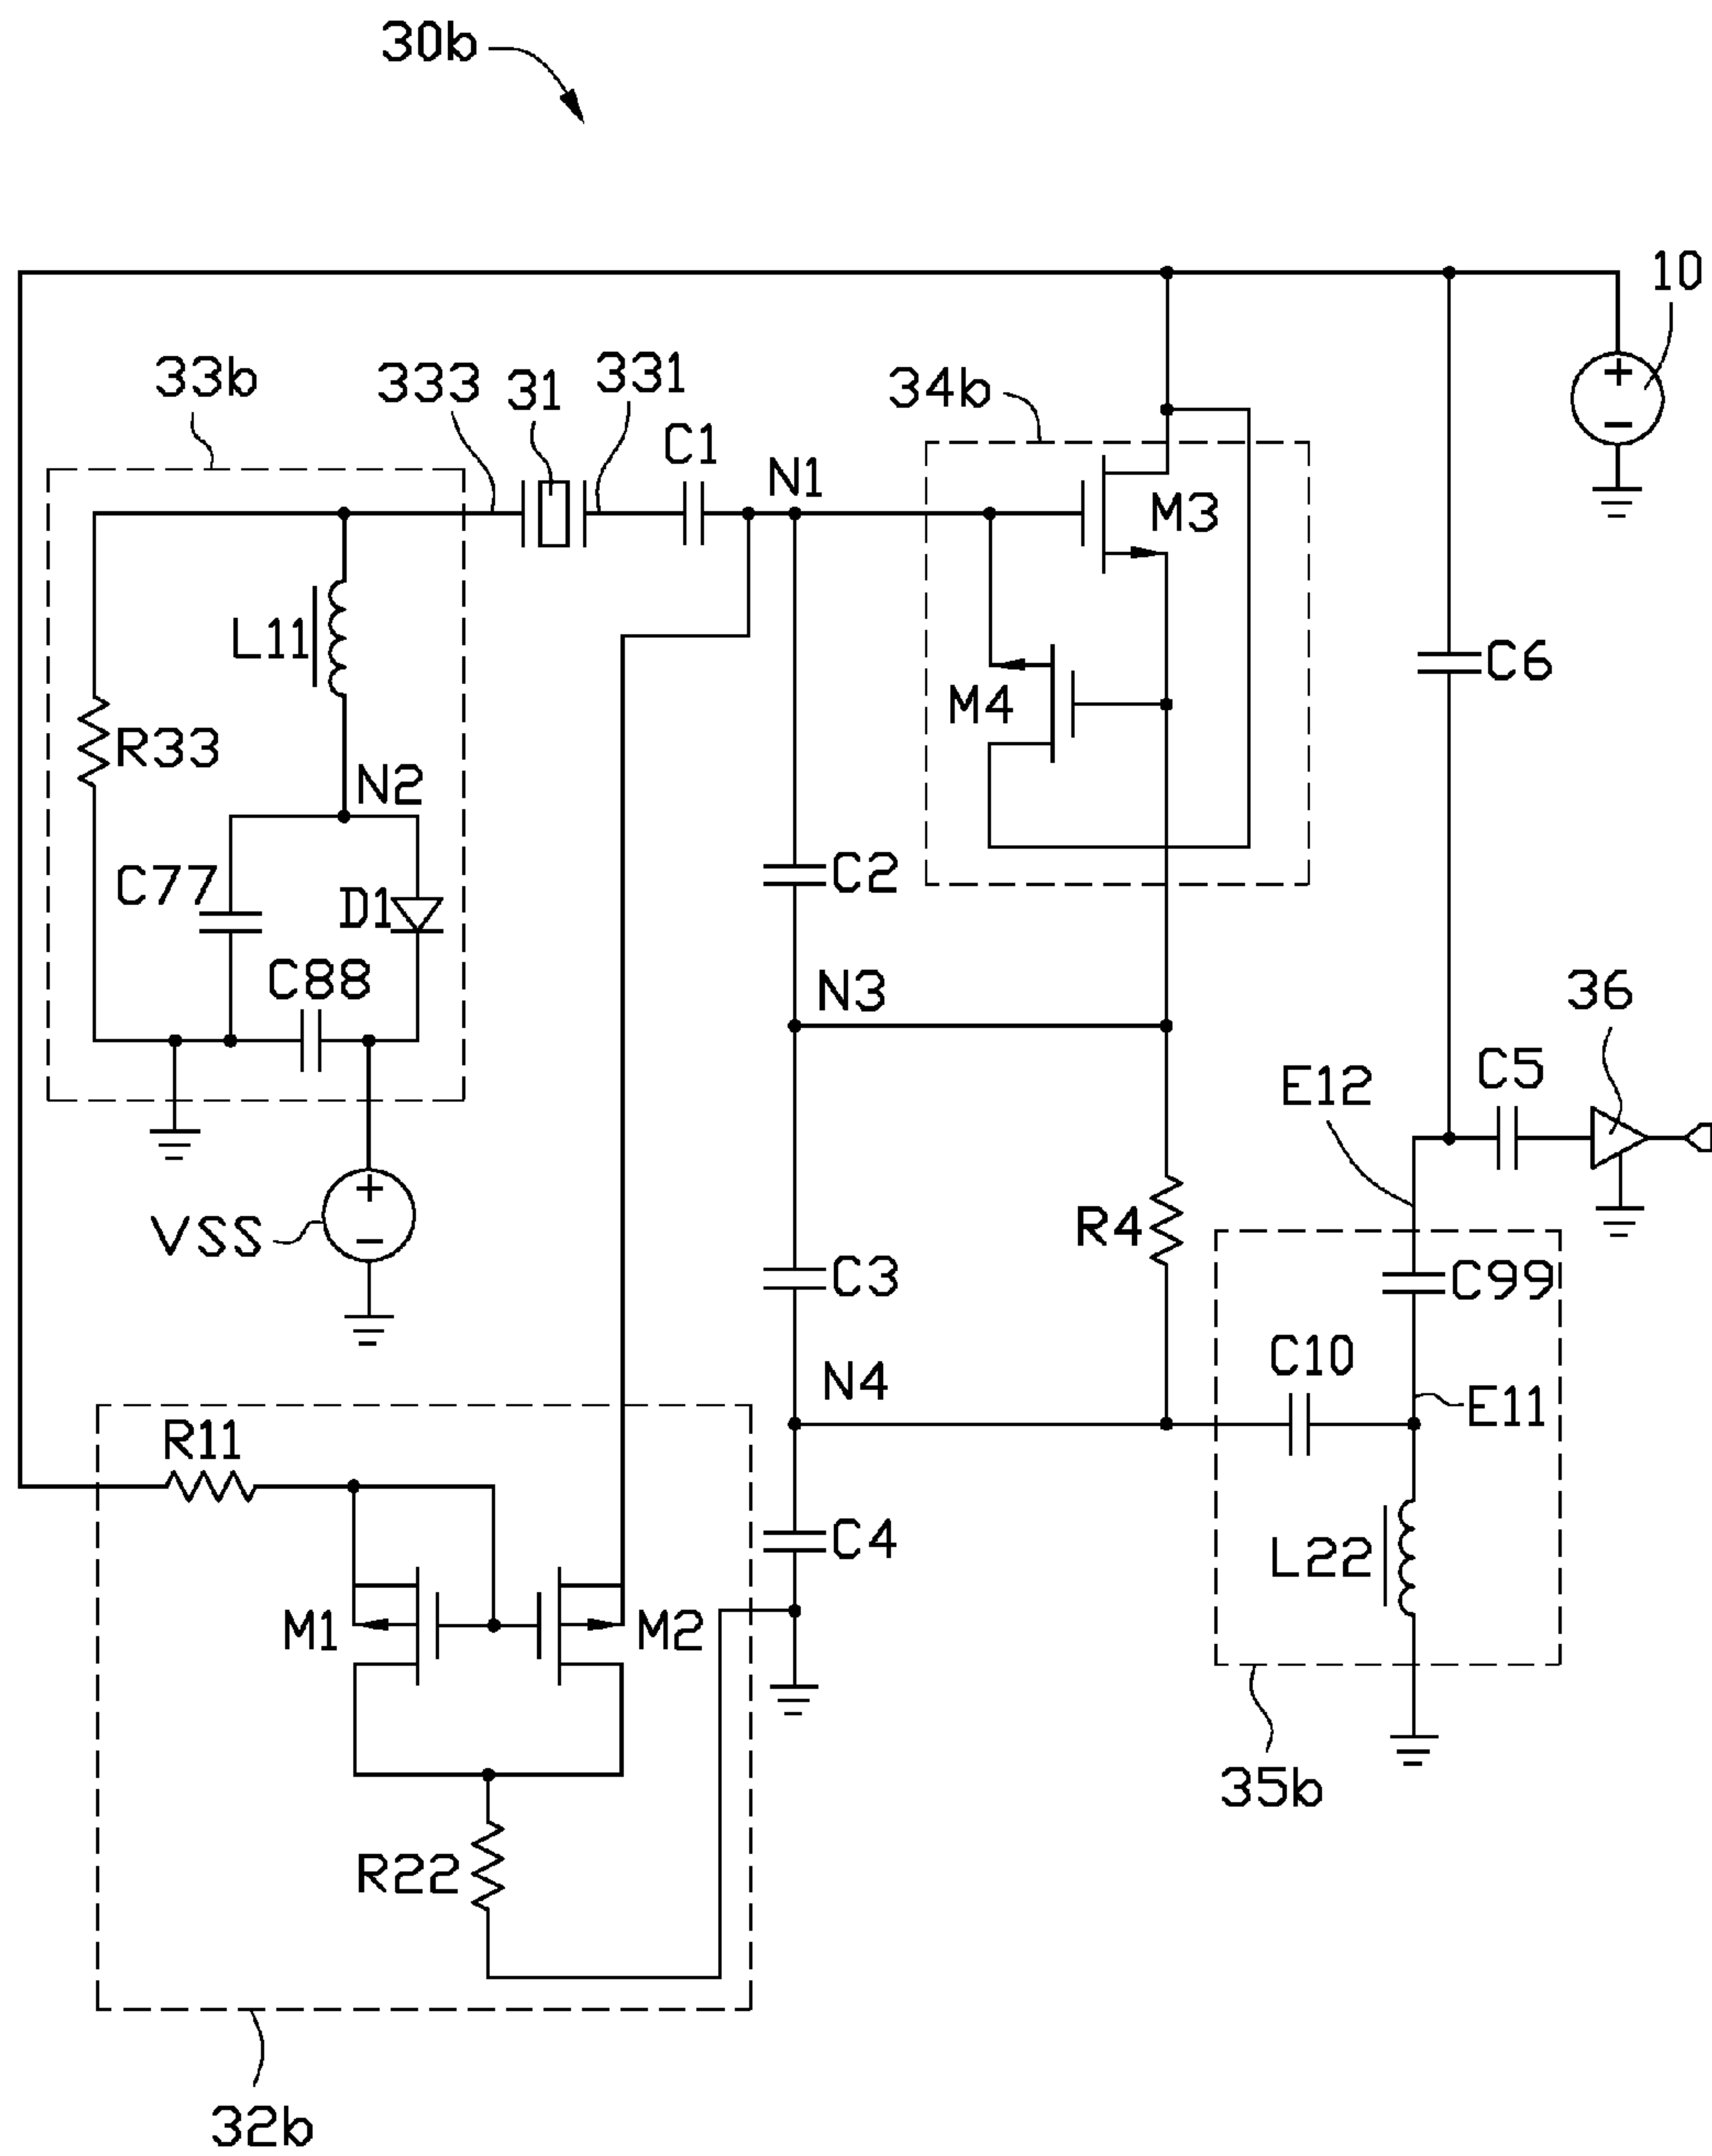 30b
10
33b
333
31
331
C1
N1
34b
M3
L11
M4
C6
R33
N2
C77
D1
C2
C88
N3
36
C5
E12
VSS
R4
C3
C99
C10
N4
E11
R11
C4
L22
M1
M2
35b
R22
32b
+
−
+
−